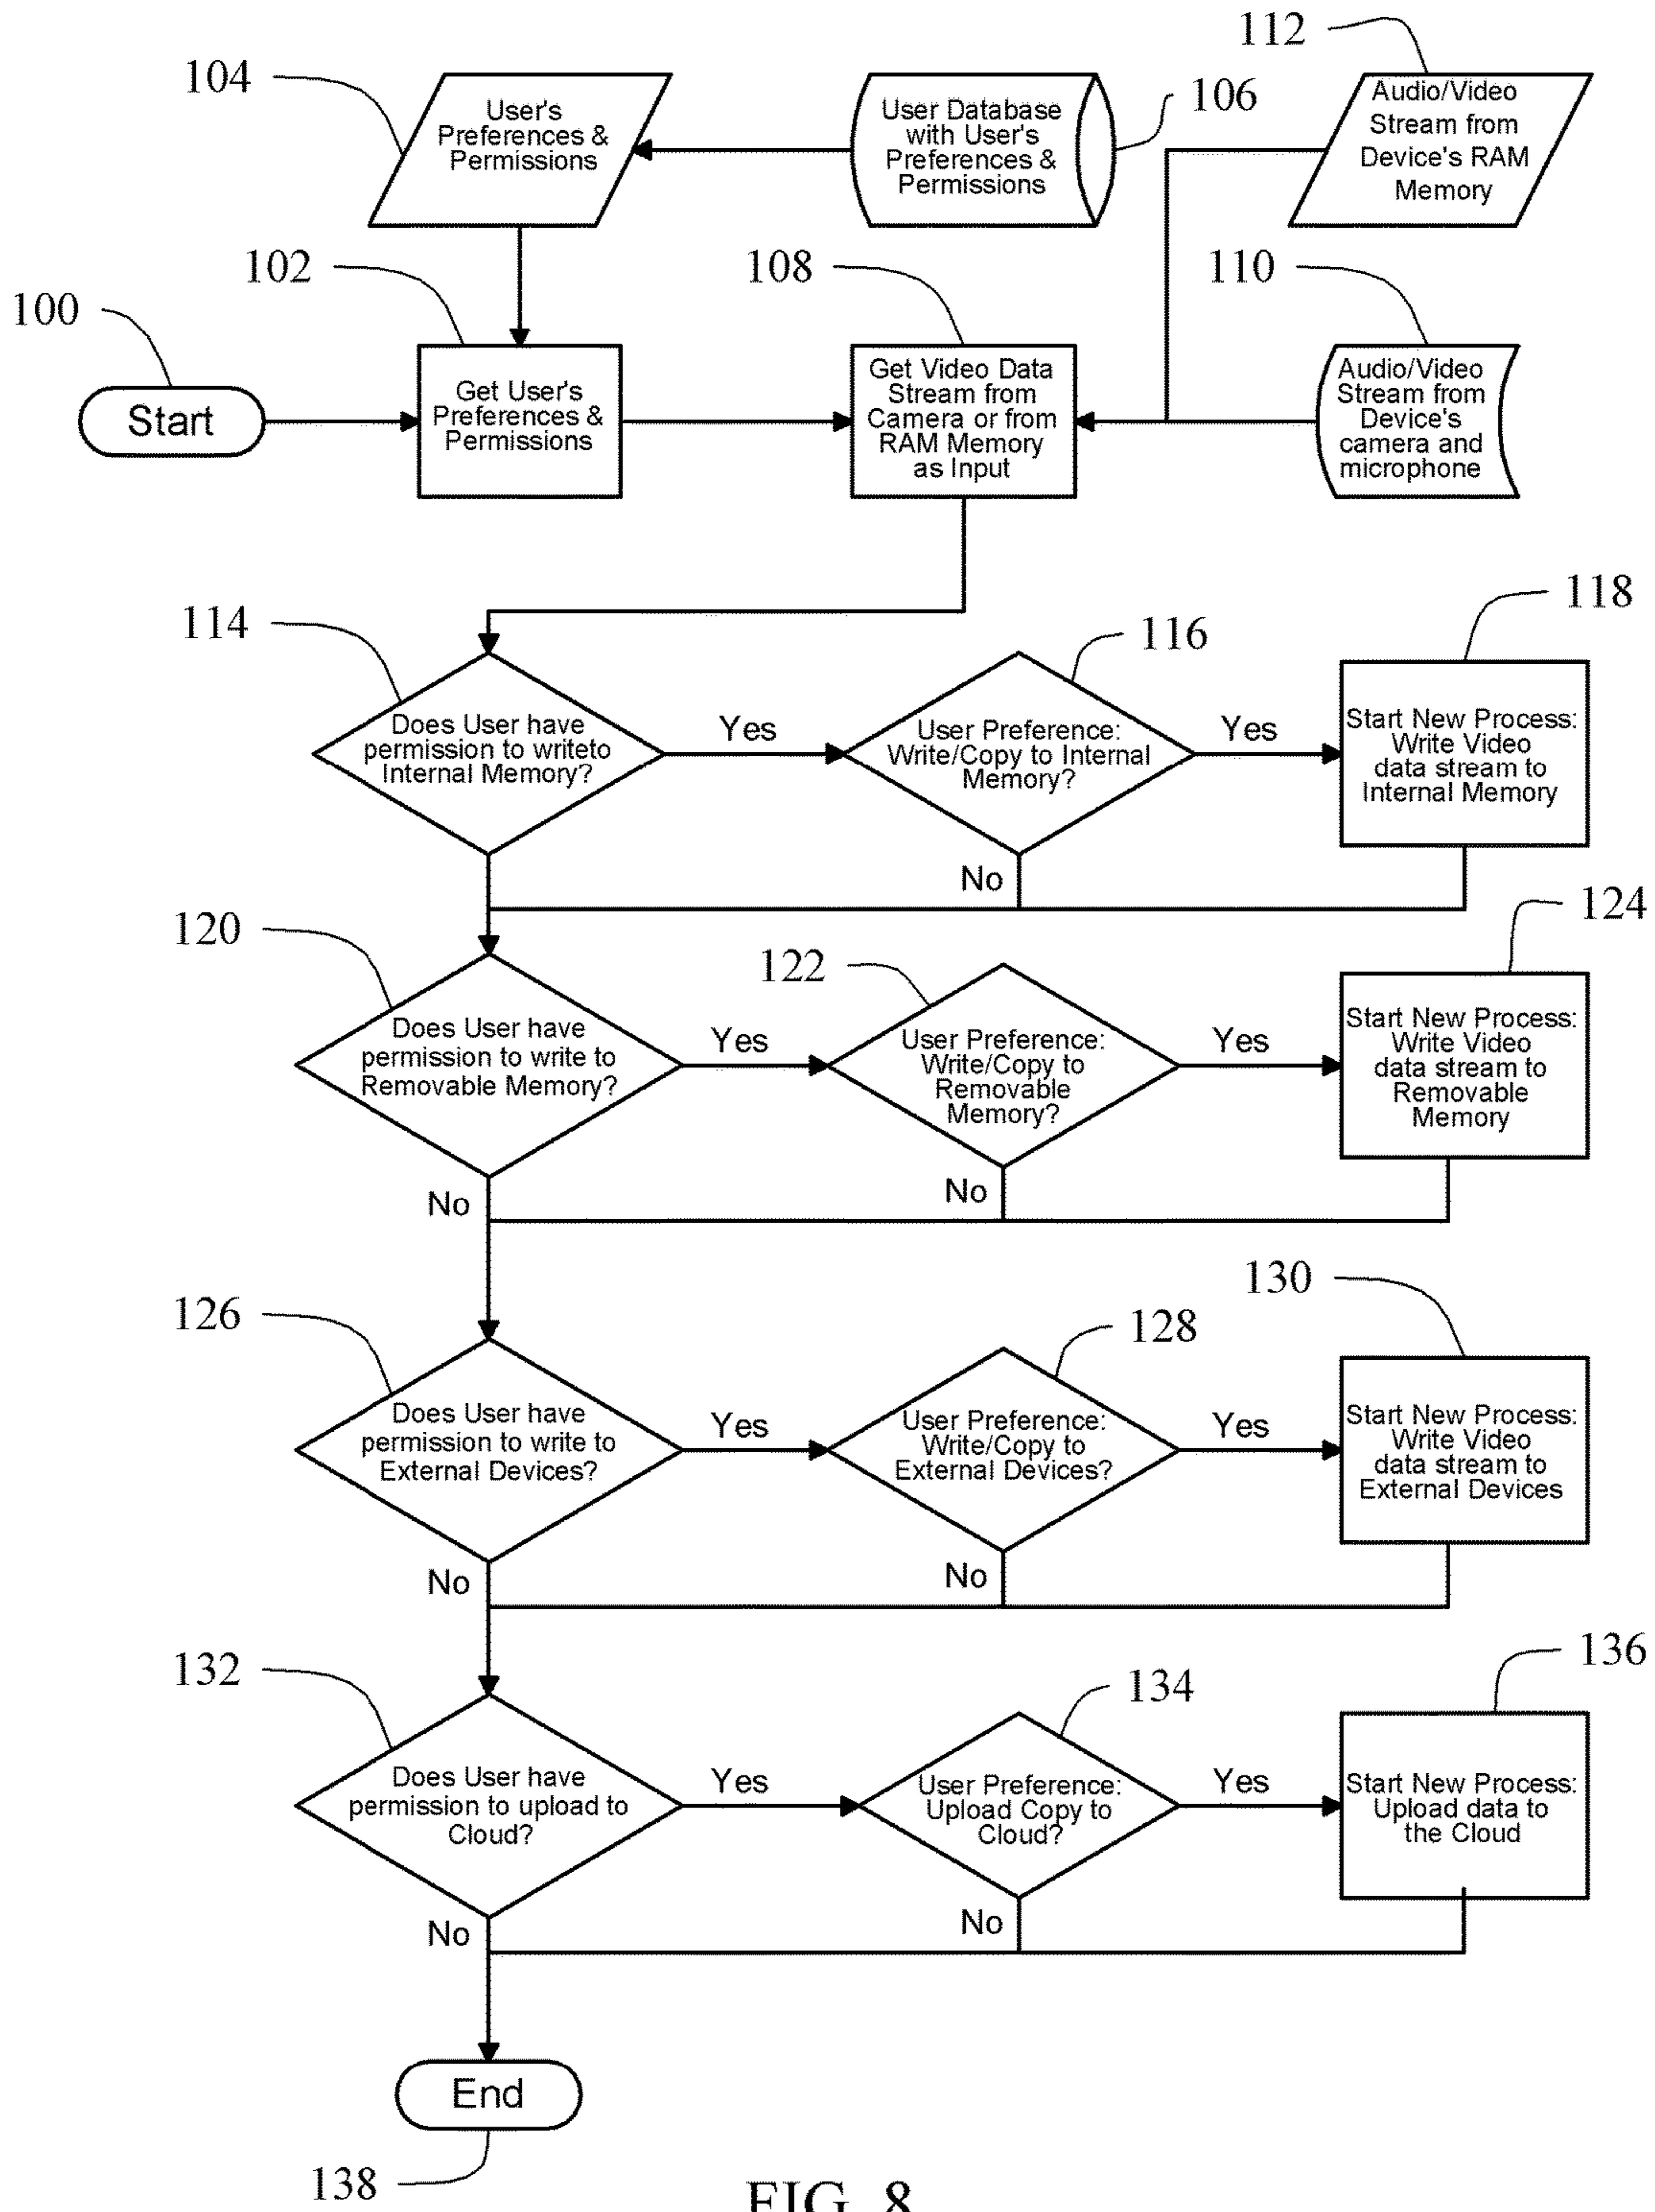 112
104
User's
Preferences &
Permissions
User Database
with User's
Preferences &
Permissions
106
Audio/Video
Stream from
Device's RAM
Memory
102
108
110
100
Start
Get User's
Preferences &
Permissions
Get Video Data
Stream from
Camera or from
RAM Memory
as Input
Audio/Video
Stream from
Device's
camera and
microphone
114
116
118
Does User have
permission to writeto
Internal Memory?
Yes
User Preference:
Write/Copy to Internal
Memory?
Yes
Start New Process:
Write Video
data stream to
Internal Memory
No
120
122
124
Does User have
permission to write to
Removable Memory?
Yes
User Preference:
Write/Copy to
Removable
Memory?
Yes
Start New Process:
Write Video
data stream to
Removable
Memory
No
No
126
128
130
Does User have
permission to write to
External Devices?
Yes
User Preference:
Write/Copy to
External Devices?
Yes
Start New Process:
Write Video
data stream to
External Devices
No
No
132
134
136
Does User have
permission to upload to
Cloud?
Yes
User Preference:
Upload Copy to
Cloud?
Yes
Start New Process:
Upload data to
the Cloud
No
No
End
138
FIG. 8